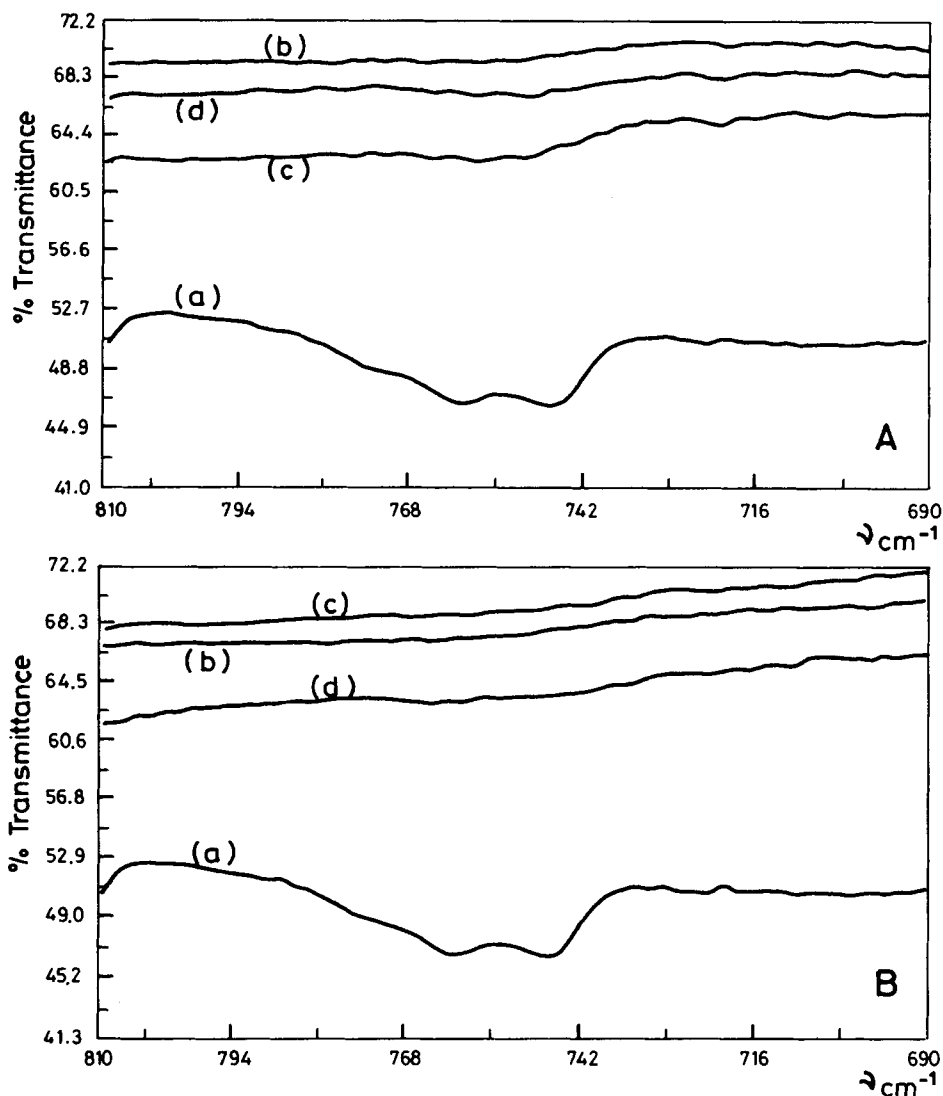 72.2
68.3
64.4
60.5
56.6
52.7
48.8
44.9
41.0
% Transmittance
(b)
(d)
(c)
(a)
A
810 794 768 742 716 690
ν cm⁻¹
72.2
68.3
64.5
60.6
56.8
52.9
49.0
45.2
41.3
% Transmittance
(c)
(b)
(d)
(a)
B
810 794 768 742 716 690
ν cm⁻¹